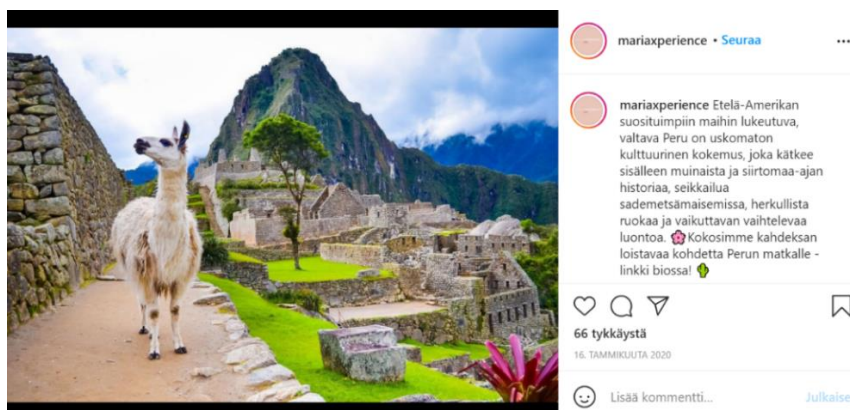 mariaxperience • Seuraa
mariaxperience Etelä-Amerikan
suosituimpiin maihin lukeutuva,
valtava Peru on uskomaton
kulttuurinen kokemus, joka kätkee
sisälleen muinaista ja siirtomaa-ajan
historiaa, seikkailua
sademetsämaisemissa, herkullista
ruokaa ja vaikuttavan vaihtelevaa
luontoa. 🌸Kokosimme kahdeksan
loistavaa kohdetta Perun matkalle -
linkki biossa! 🌵
66 tykkäystä
16. TAMMIKUUTA 2020
Lisää kommentti... Julkaise